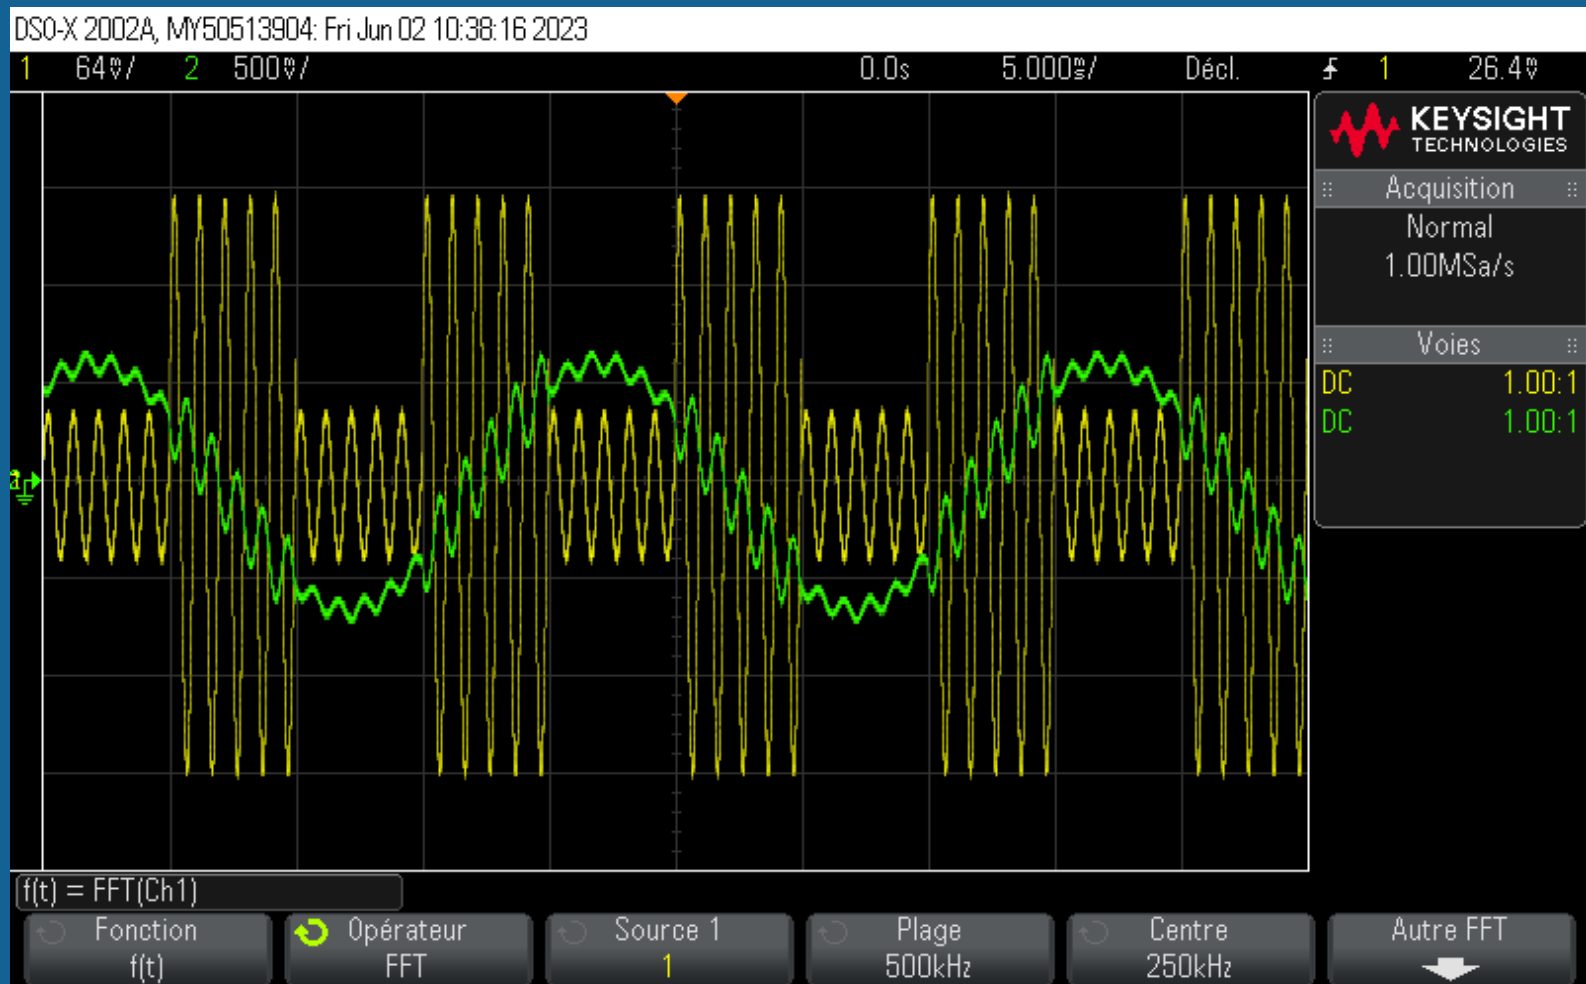 DSO-X 2002A, MY50513904: Fri Jun 02 10:38:16 2023
1 64mV/ 2 500mV/ 0.0s 5.000ms/ Décl. 1 26.4mV
KEYSIGHT
TECHNOLOGIES
Acquisition
Normal
1.00MSa/s
Voies
DC 1.00:1
DC 1.00:1
f(t) = FFT(Ch1)
Fonction Opérateur Source 1 Plage Centre Autre FFT
f(t) FFT 1 500kHz 250kHz